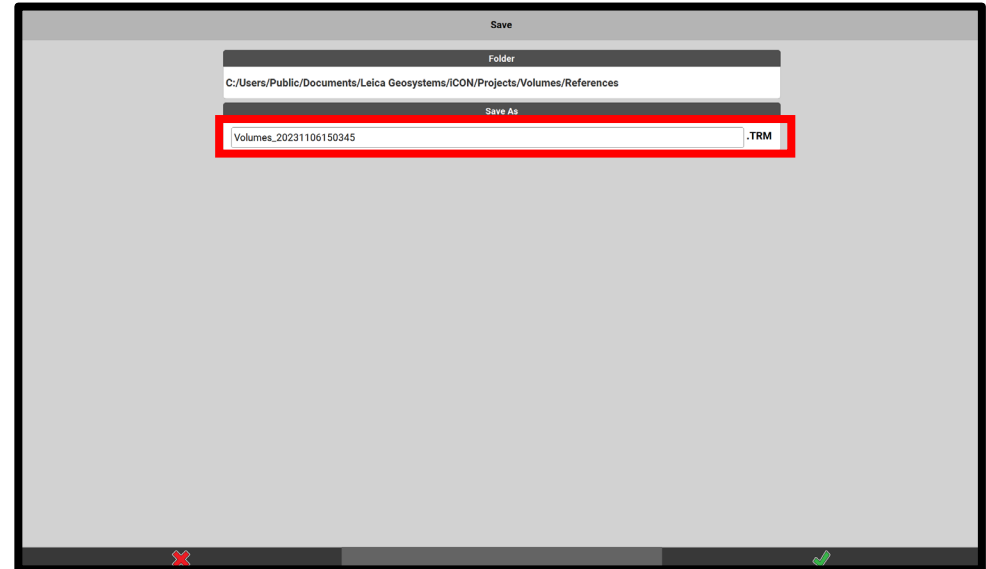 Save
Folder
C:/Users/Public/Documents/Leica Geosystems/iCON/Projects/Volumes/References
Save As
Volumes_20231106150345 .TRM